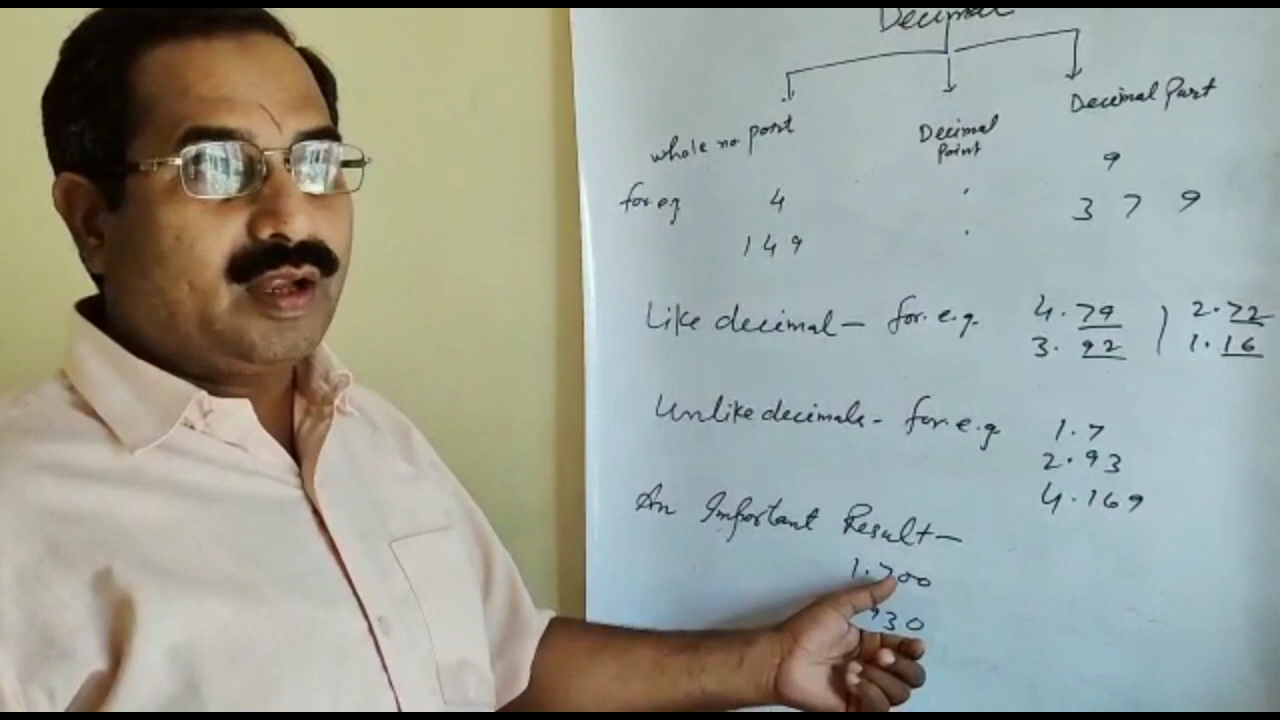 Decimal
whole no part Decimal Point Decimal Part
9
for e.g 4 . 3 7 9
149 .
Like decimal - for. e.g. 4.79 | 2.72
3.92 | 1.16
Unlike decimals - for. e.g 1.7
2.93
4.169
An Important Result -
1.700
930